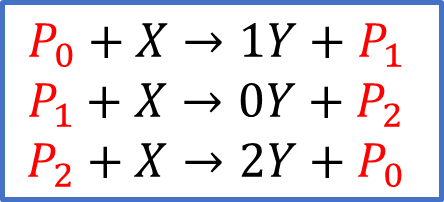 P₀ + X → 1Y + P₁
P₁ + X → 0Y + P₂
P₂ + X → 2Y + P₀